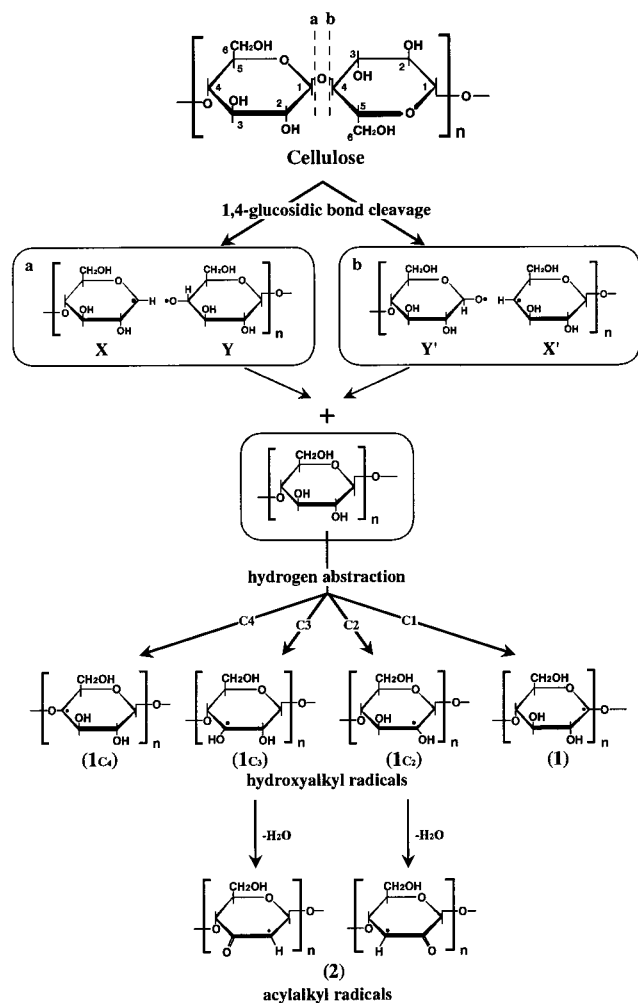 a b
6 CH2OH 3 OH
5 O 2
4 1 O 4 OH 1
O OH 2 5 O O
3 OH 6 CH2OH n
Cellulose
1,4-glucosidic bond cleavage
a b
CH2OH CH2OH CH2OH CH2OH
O H H O O O
O OH •H •O OH O O OH O• H• OH O
OH OH n OH H OH n
X Y Y' X'
+
CH2OH
O O
O OH
OH n
hydrogen abstraction
C4 C3 C2 C1
CH2OH CH2OH CH2OH CH2OH
O O O O O O O O
O OH O O O OH O OH
OH n HO OH n OH n OH n
(1C4) (1C3) (1C2) (1)
hydroxyalkyl radicals
-H2O -H2O
CH2OH CH2OH
O O O O
O O
O H n H O n
(2)
acylalkyl radicals